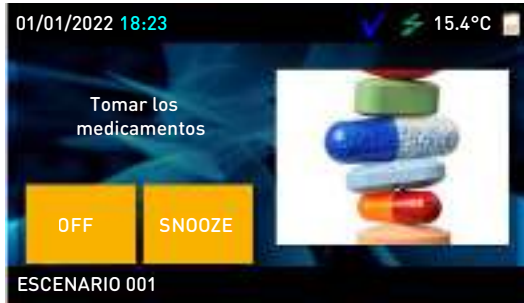 01/01/2022 18:23 15.4°C
Tomar los
medicamentos
OFF SNOOZE
ESCENARIO 001